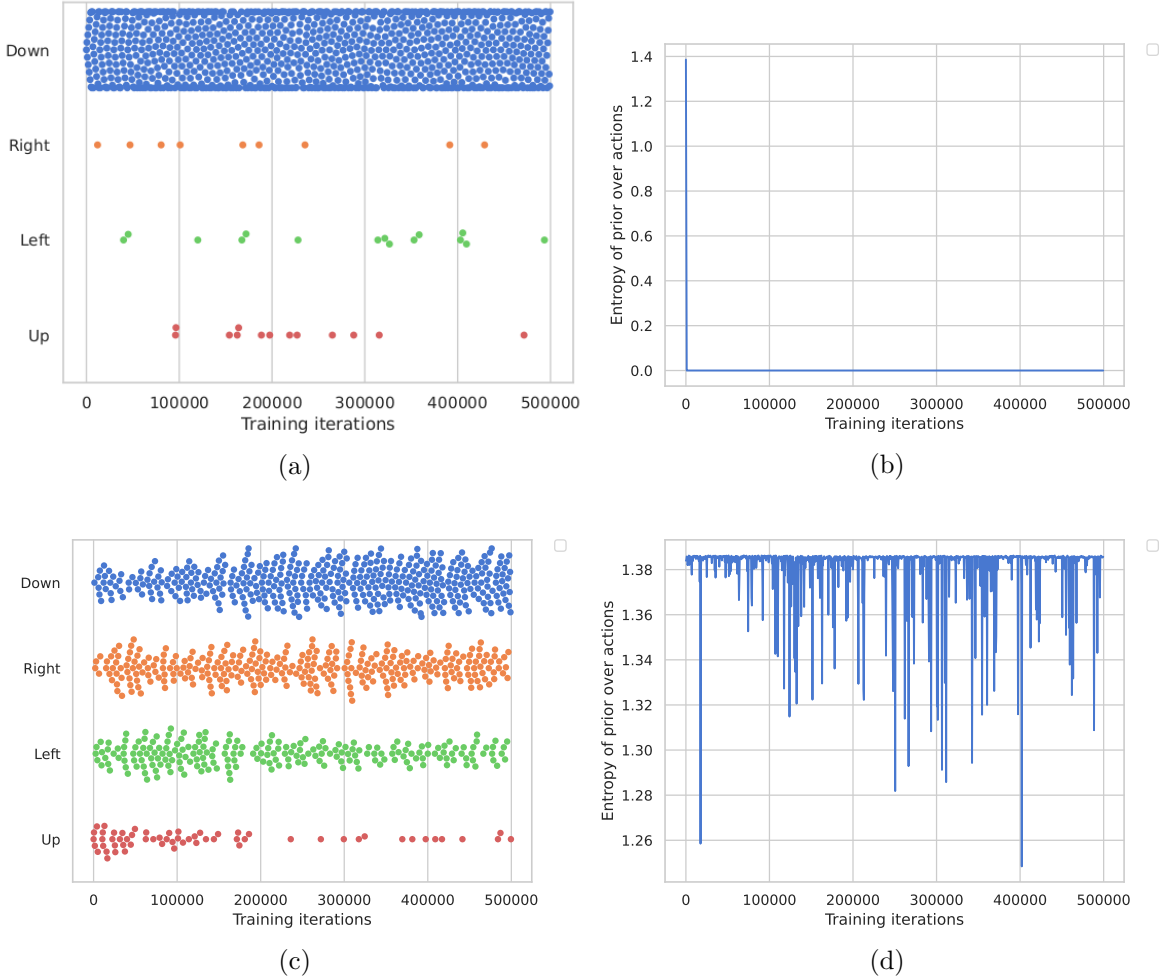 Down
Right
Left
Up
0 100000 200000 300000 400000 500000
Training iterations
(a)
Entropy of prior over actions
1.4
1.2
1.0
0.8
0.6
0.4
0.2
0.0
0 100000 200000 300000 400000 500000
Training iterations
(b)
Down
Right
Left
Up
0 100000 200000 300000 400000 500000
Training iterations
(c)
Entropy of prior over actions
1.38
1.36
1.34
1.32
1.30
1.28
1.26
0 100000 200000 300000 400000 500000
Training iterations
(d)